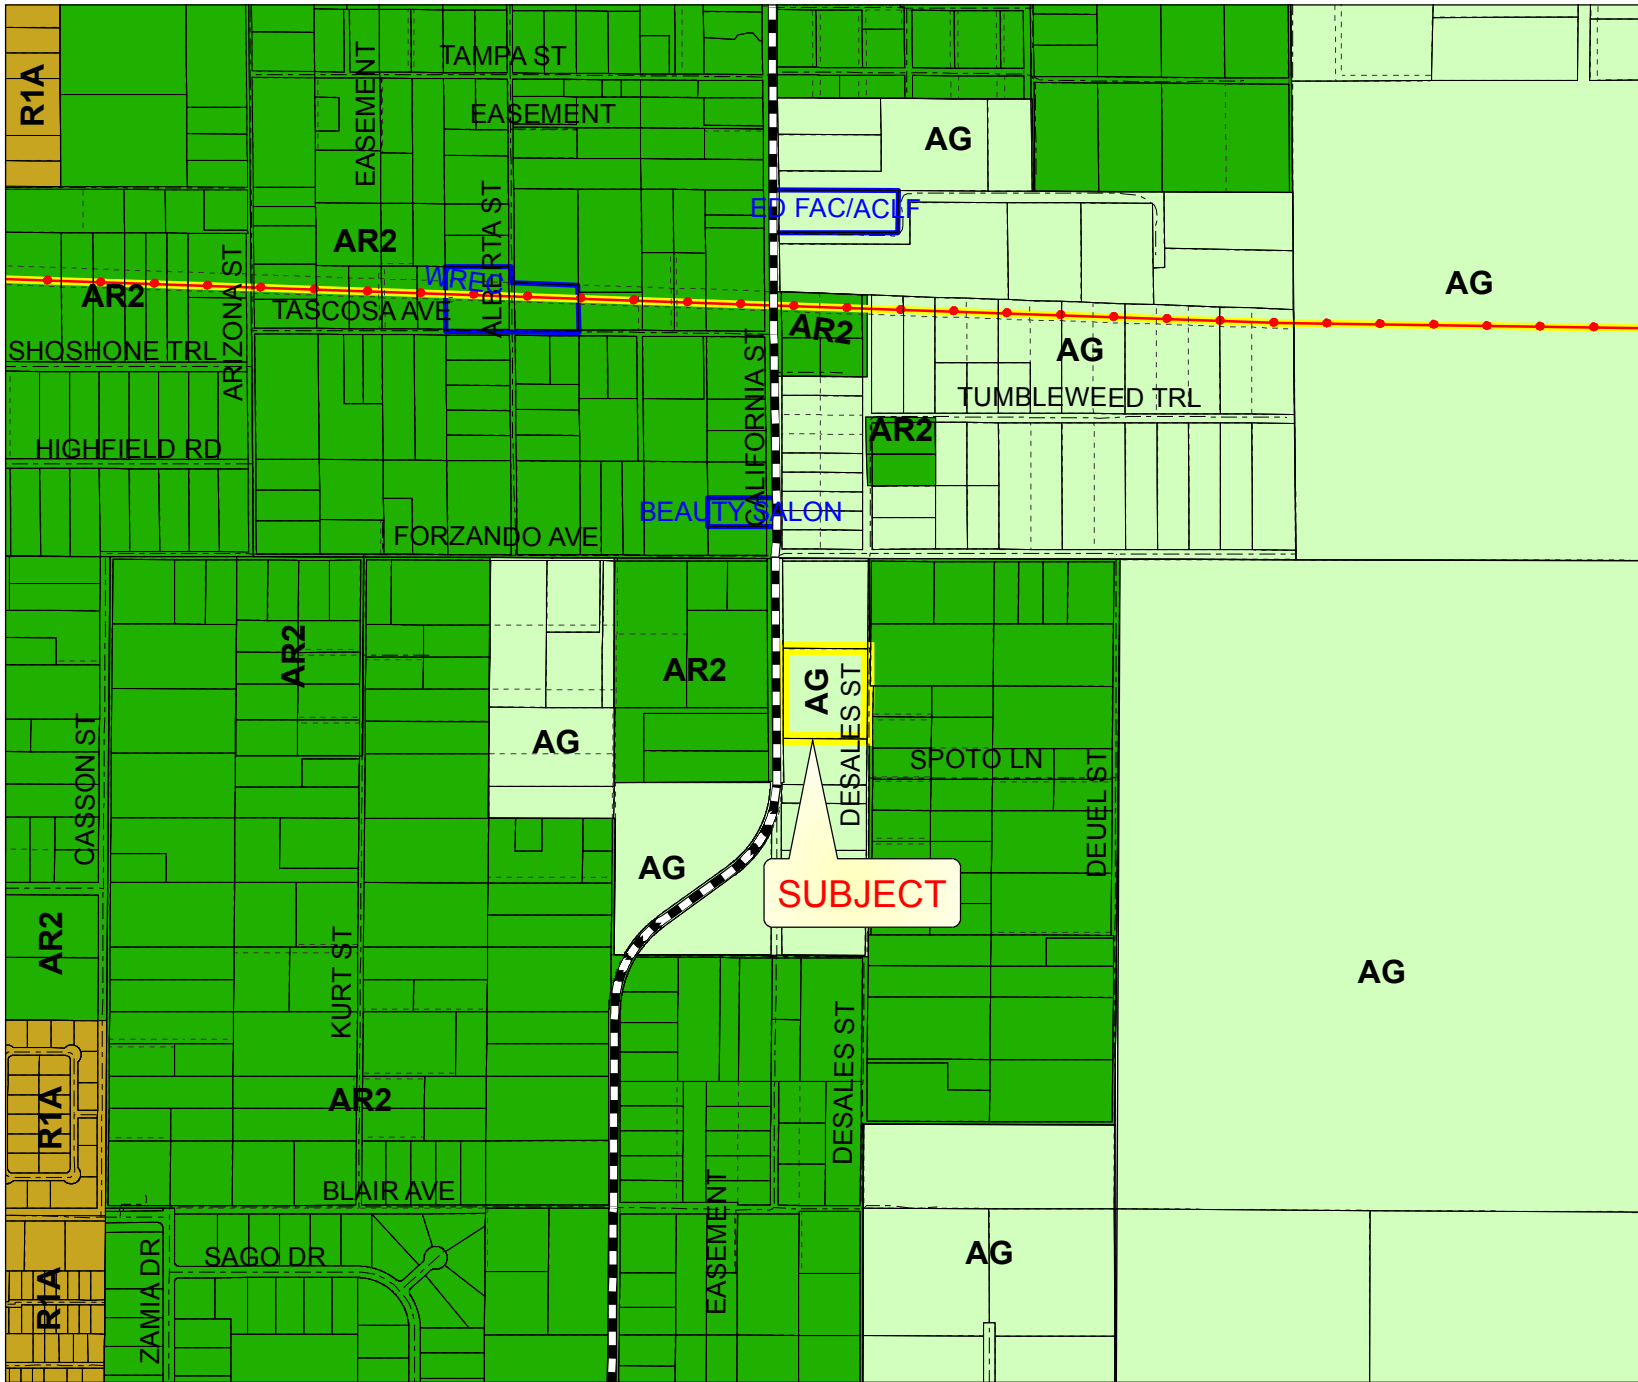 TAMPA ST
R1A
EASEMENT
EASEMENT
AG
ED FAC/ACLF
ALBERTA ST
AR2
WREC
AR2
ARIZONA ST
TASCOSA AVE
AG
AR2
SHOSHONE TRL
AG
CALIFORNIA ST
TUMBLEWEED TRL
AR2
HIGHFIELD RD
BEAUTY SALON
FORZANDO AVE
AR2
AR2
AG
DESALES ST
AG
SPOTO LN
CASSON ST
DEUEL ST
AG
SUBJECT
AR2
KURT ST
AG
DESALES ST
R1A
AR2
BLAIR AVE
EASEMENT
SAGO DR
AG
ZAMIA DR
R1A